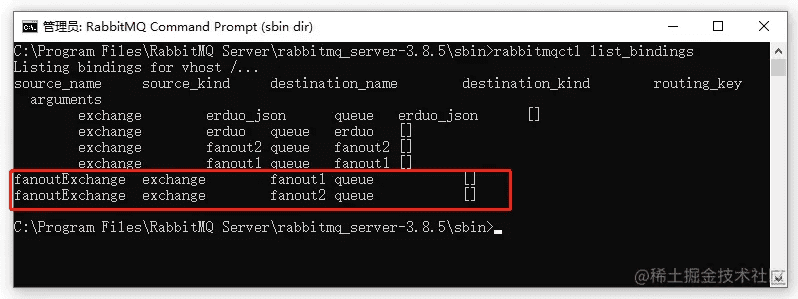 管理员: RabbitMQ Command Prompt (sbin dir)
C:\Program Files\RabbitMQ Server\rabbitmq_server-3.8.5\sbin>rabbitmqctl list_bindings
Listing bindings for vhost /...
source_name source_kind destination_name destination_kind routing_key
arguments
exchange erduo_json queue erduo_json []
exchange erduo queue erduo []
exchange fanout2 queue fanout2 []
exchange fanout1 queue fanout1 []
fanoutExchange exchange fanout1 queue []
fanoutExchange exchange fanout2 queue []
C:\Program Files\RabbitMQ Server\rabbitmq_server-3.8.5\sbin>
@稀土掘金技术社区